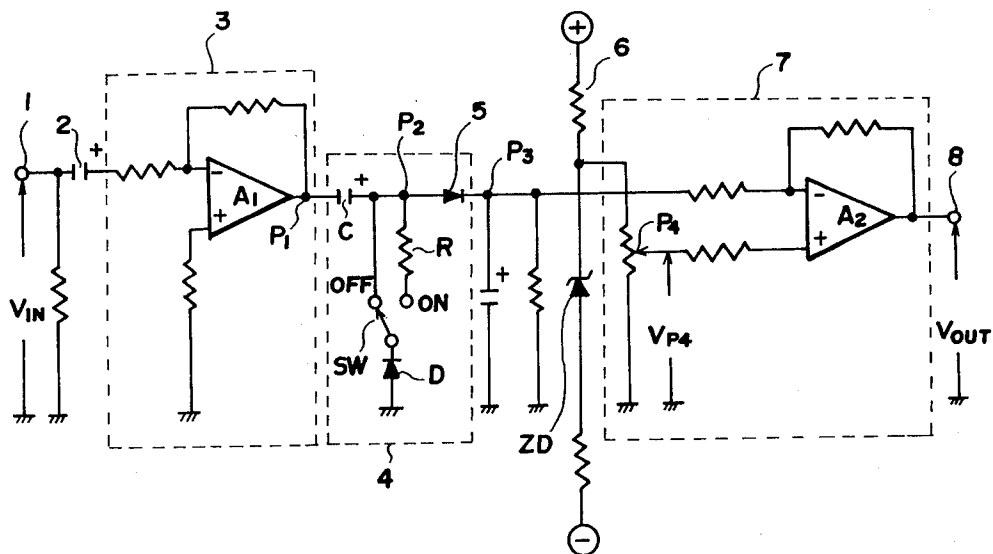 3
6
7
1
2
+
P2
5
P3
8
−
A1
+
P1
C
+
R
OFF
ON
SW
D
VIN
4
+
ZD
P4
VP4
−
A2
+
VOUT
+
−